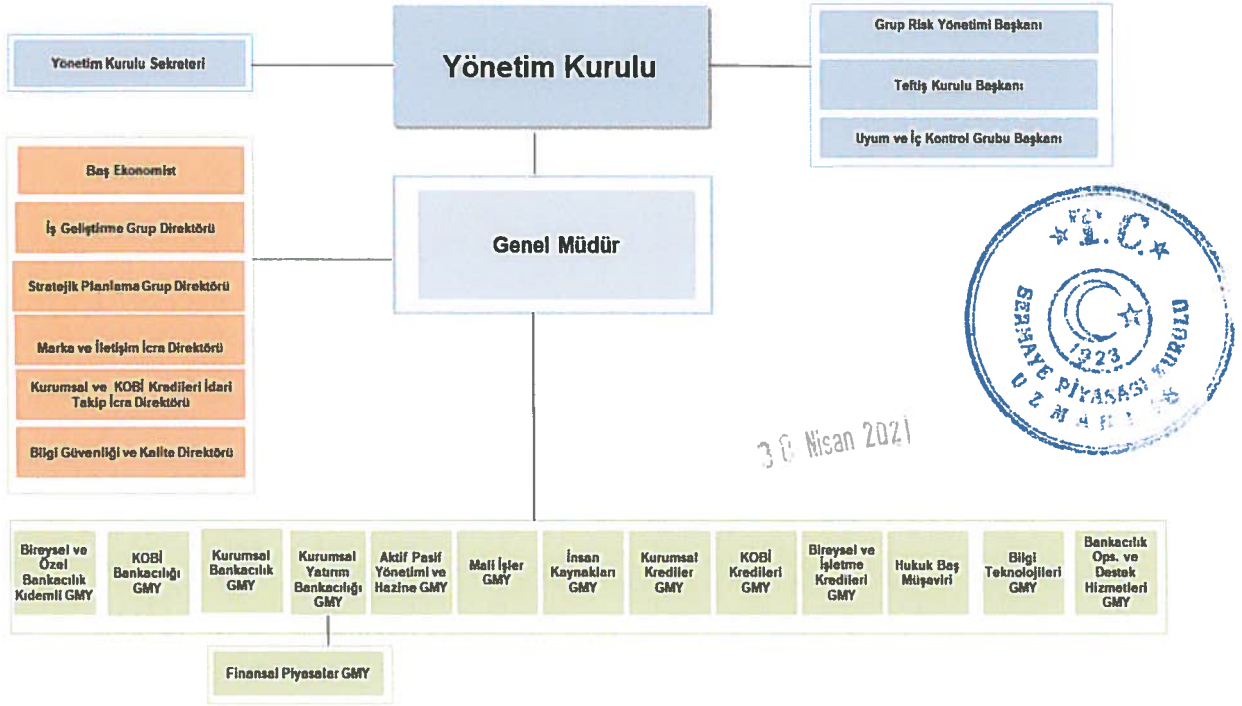 Yönetim Kurulu Sekreteri
Yönetim Kurulu
Grup Risk Yönetimi Başkanı
Teftiş Kurulu Başkanı
Uyum ve İç Kontrol Grubu Başkanı
Baş Ekonomist
İş Geliştirme Grup Direktörü
Stratejik Planlama Grup Direktörü
Marka ve İletişim İcra Direktörü
Kurumsal ve KOBİ Kredileri İdari
Takip İcra Direktörü
Bilgi Güvenliği ve Kalite Direktörü
Genel Müdür
T.C.
SERMAYE PİYASASI KURULU
1923
Nisan 2021
Bireysel ve
Özel
Bankacılık
Kıdemli GMY
KOBİ
Bankacılığı
GMY
Kurumsal
Bankacılık
GMY
Kurumsal
Yatırım
Bankacılığı
GMY
Aktif Pasif
Yönetimi ve
Hazine GMY
Mali İşler
GMY
İnsan
Kaynakları
GMY
Kurumsal
Krediler
GMY
KOBİ
Kredileri
GMY
Bireysel ve
İşletme
Kredileri
GMY
Hukuk Baş
Müşaviri
Bilgi
Teknolojileri
GMY
Bankacılık
Ops. ve
Destek
Hizmetleri
GMY
Finansal Piyasalar GMY